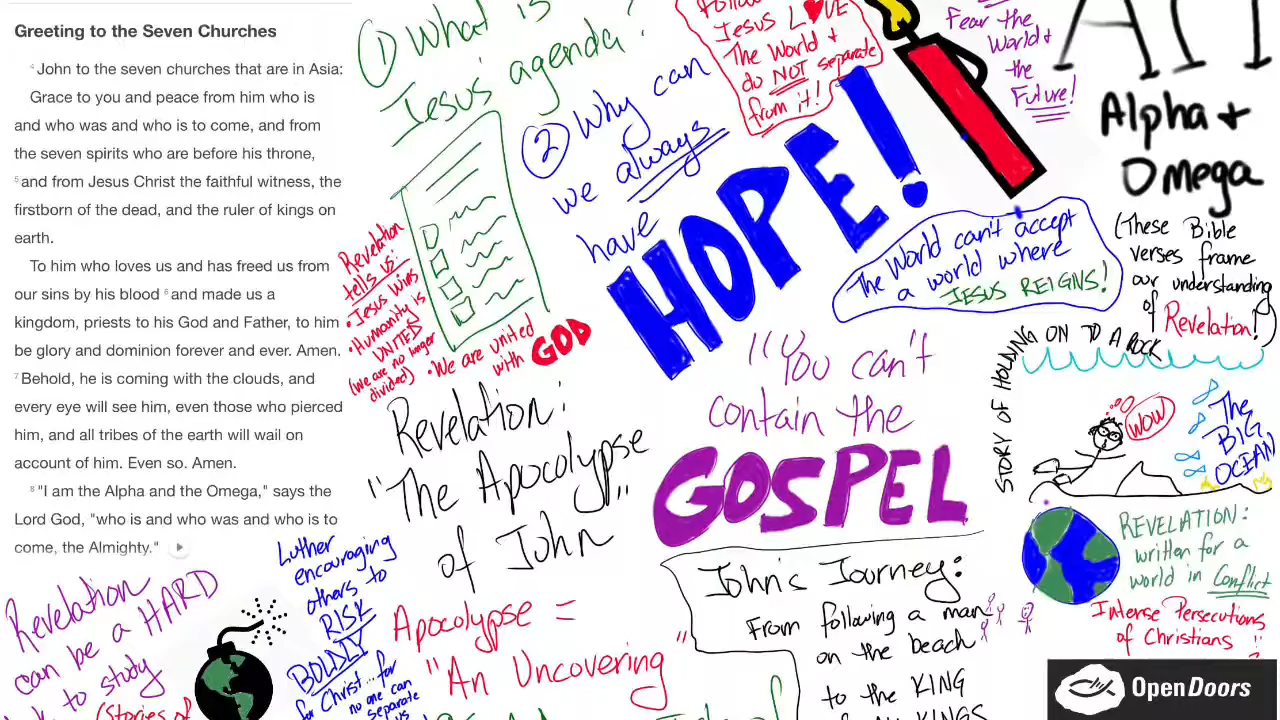 Greeting to the Seven Churches
4 John to the seven churches that are in Asia:
Grace to you and peace from him who is
and who was and who is to come, and from
the seven spirits who are before his throne,
5 and from Jesus Christ the faithful witness, the
firstborn of the dead, and the ruler of kings on
earth.
To him who loves us and has freed us from
our sins by his blood 6 and made us a
kingdom, priests to his God and Father, to him
be glory and dominion forever and ever. Amen.
7 Behold, he is coming with the clouds, and
every eye will see him, even those who pierced
him, and all tribes of the earth will wail on
account of him. Even so. Amen.
8 "I am the Alpha and the Omega," says the
Lord God, "who is and who was and who is to
come, the Almighty."
1 What is
Jesus' agenda?
2 Why can
we always
have
HOPE!
Jesus LOVE
The World +
do NOT separate
from it!
Fear the
World +
the
Future!
Alpha +
Omega
(These Bible
verses frame
our understanding
of Revelation!)
The World can't accept
a world where
JESUS REIGNS!
Revelation
tells us:
• Jesus wins
• Humanity is
UNITED
(we are no longer
divided)
• We are united
with GOD
Revelation:
"The Apocolypse
of John"
"You can't
contain the
GOSPEL
STORY OF HOLDING ON TO A ROCK
WOW
The
BIG
OCEAN
REVELATION:
written for a
world in Conflict
Intense Persecutions
of Christians
Open Doors
John's Journey:
From following a man
on the beach
to the KING
Apocolypse =
"An Uncovering"
Luther
encouraging
others to
RISK
BOLDLY
for Christ...for
no one can
separate
us
Revelation
can be a HARD
to study
(Stories of